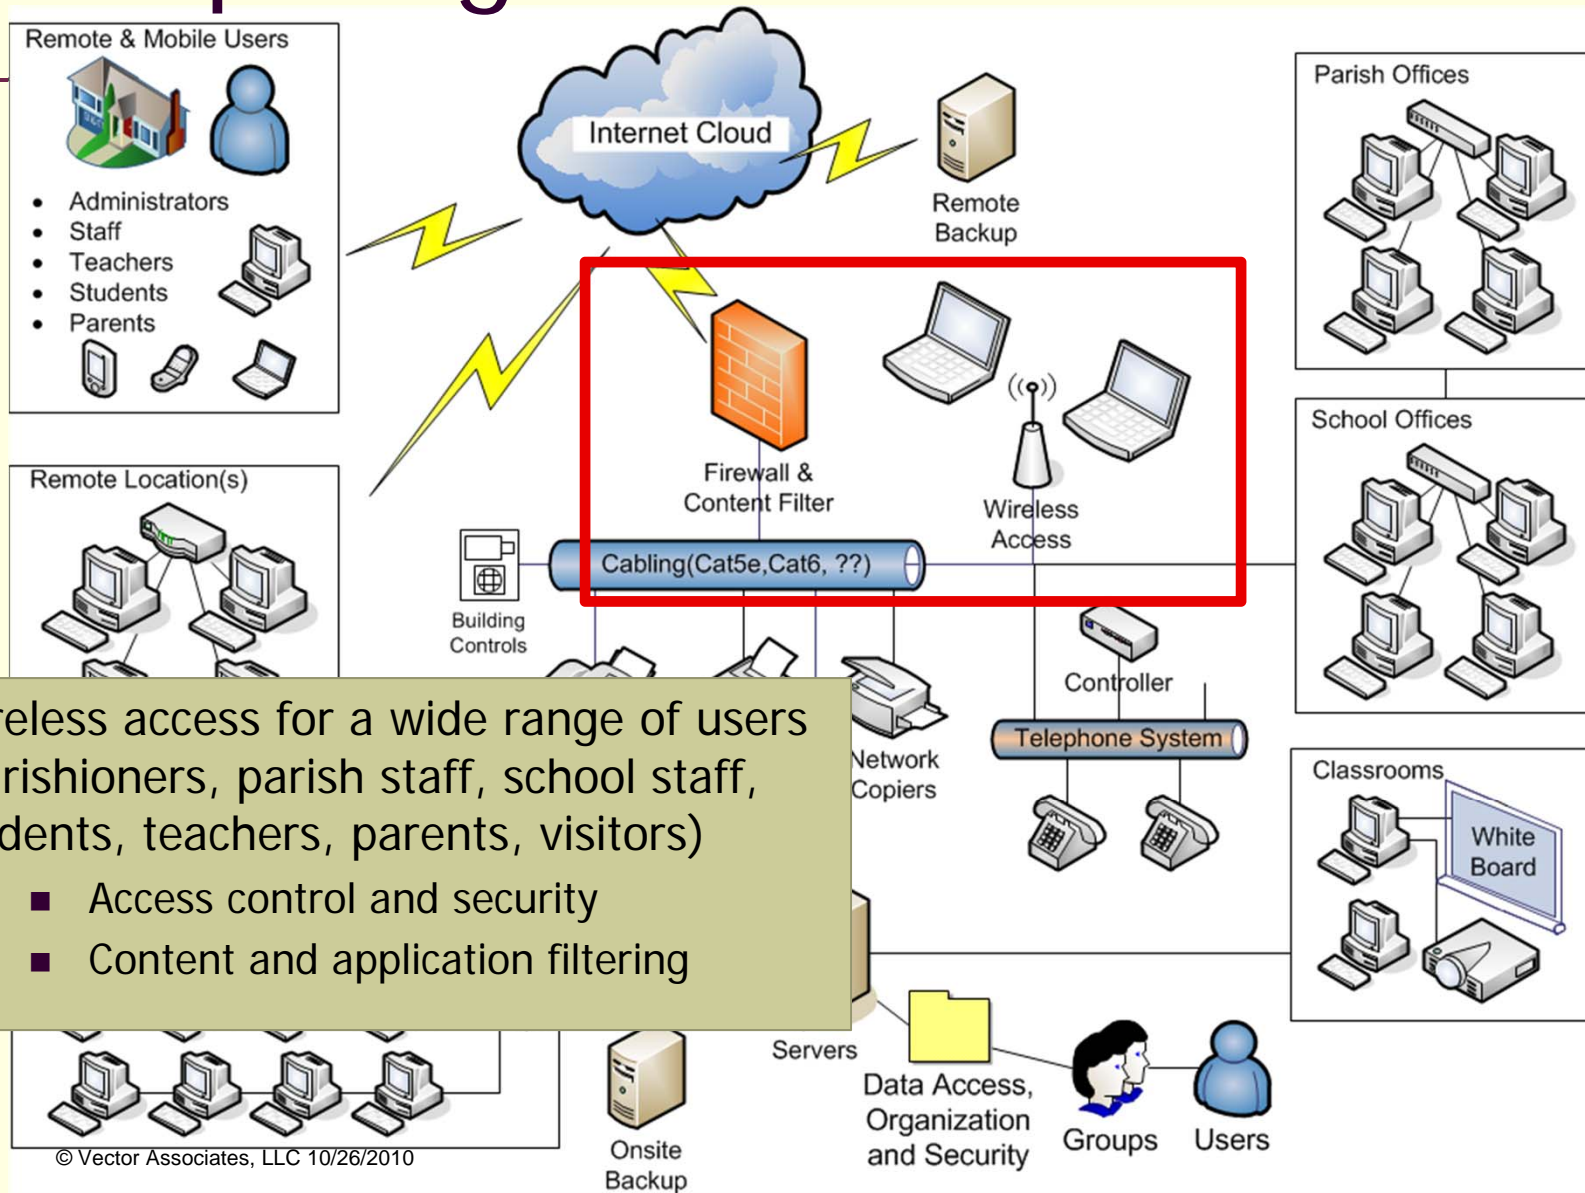 Remote & Mobile Users
Administrators
Staff
Teachers
Students
Parents
Internet Cloud
Remote
Backup
Parish Offices
School Offices
Remote Location(s)
Firewall &
Content Filter
Wireless
Access
Cabling(Cat5e,Cat6, ??)
Building
Controls
Controller
Telephone System
Network
Copiers
Classrooms
White
Board
reless access for a wide range of users
rishioners, parish staff, school staff,
dents, teachers, parents, visitors)
Access control and security
Content and application filtering
Servers
Data Access,
Organization
and Security
Groups
Users
Onsite
Backup
© Vector Associates, LLC 10/26/2010